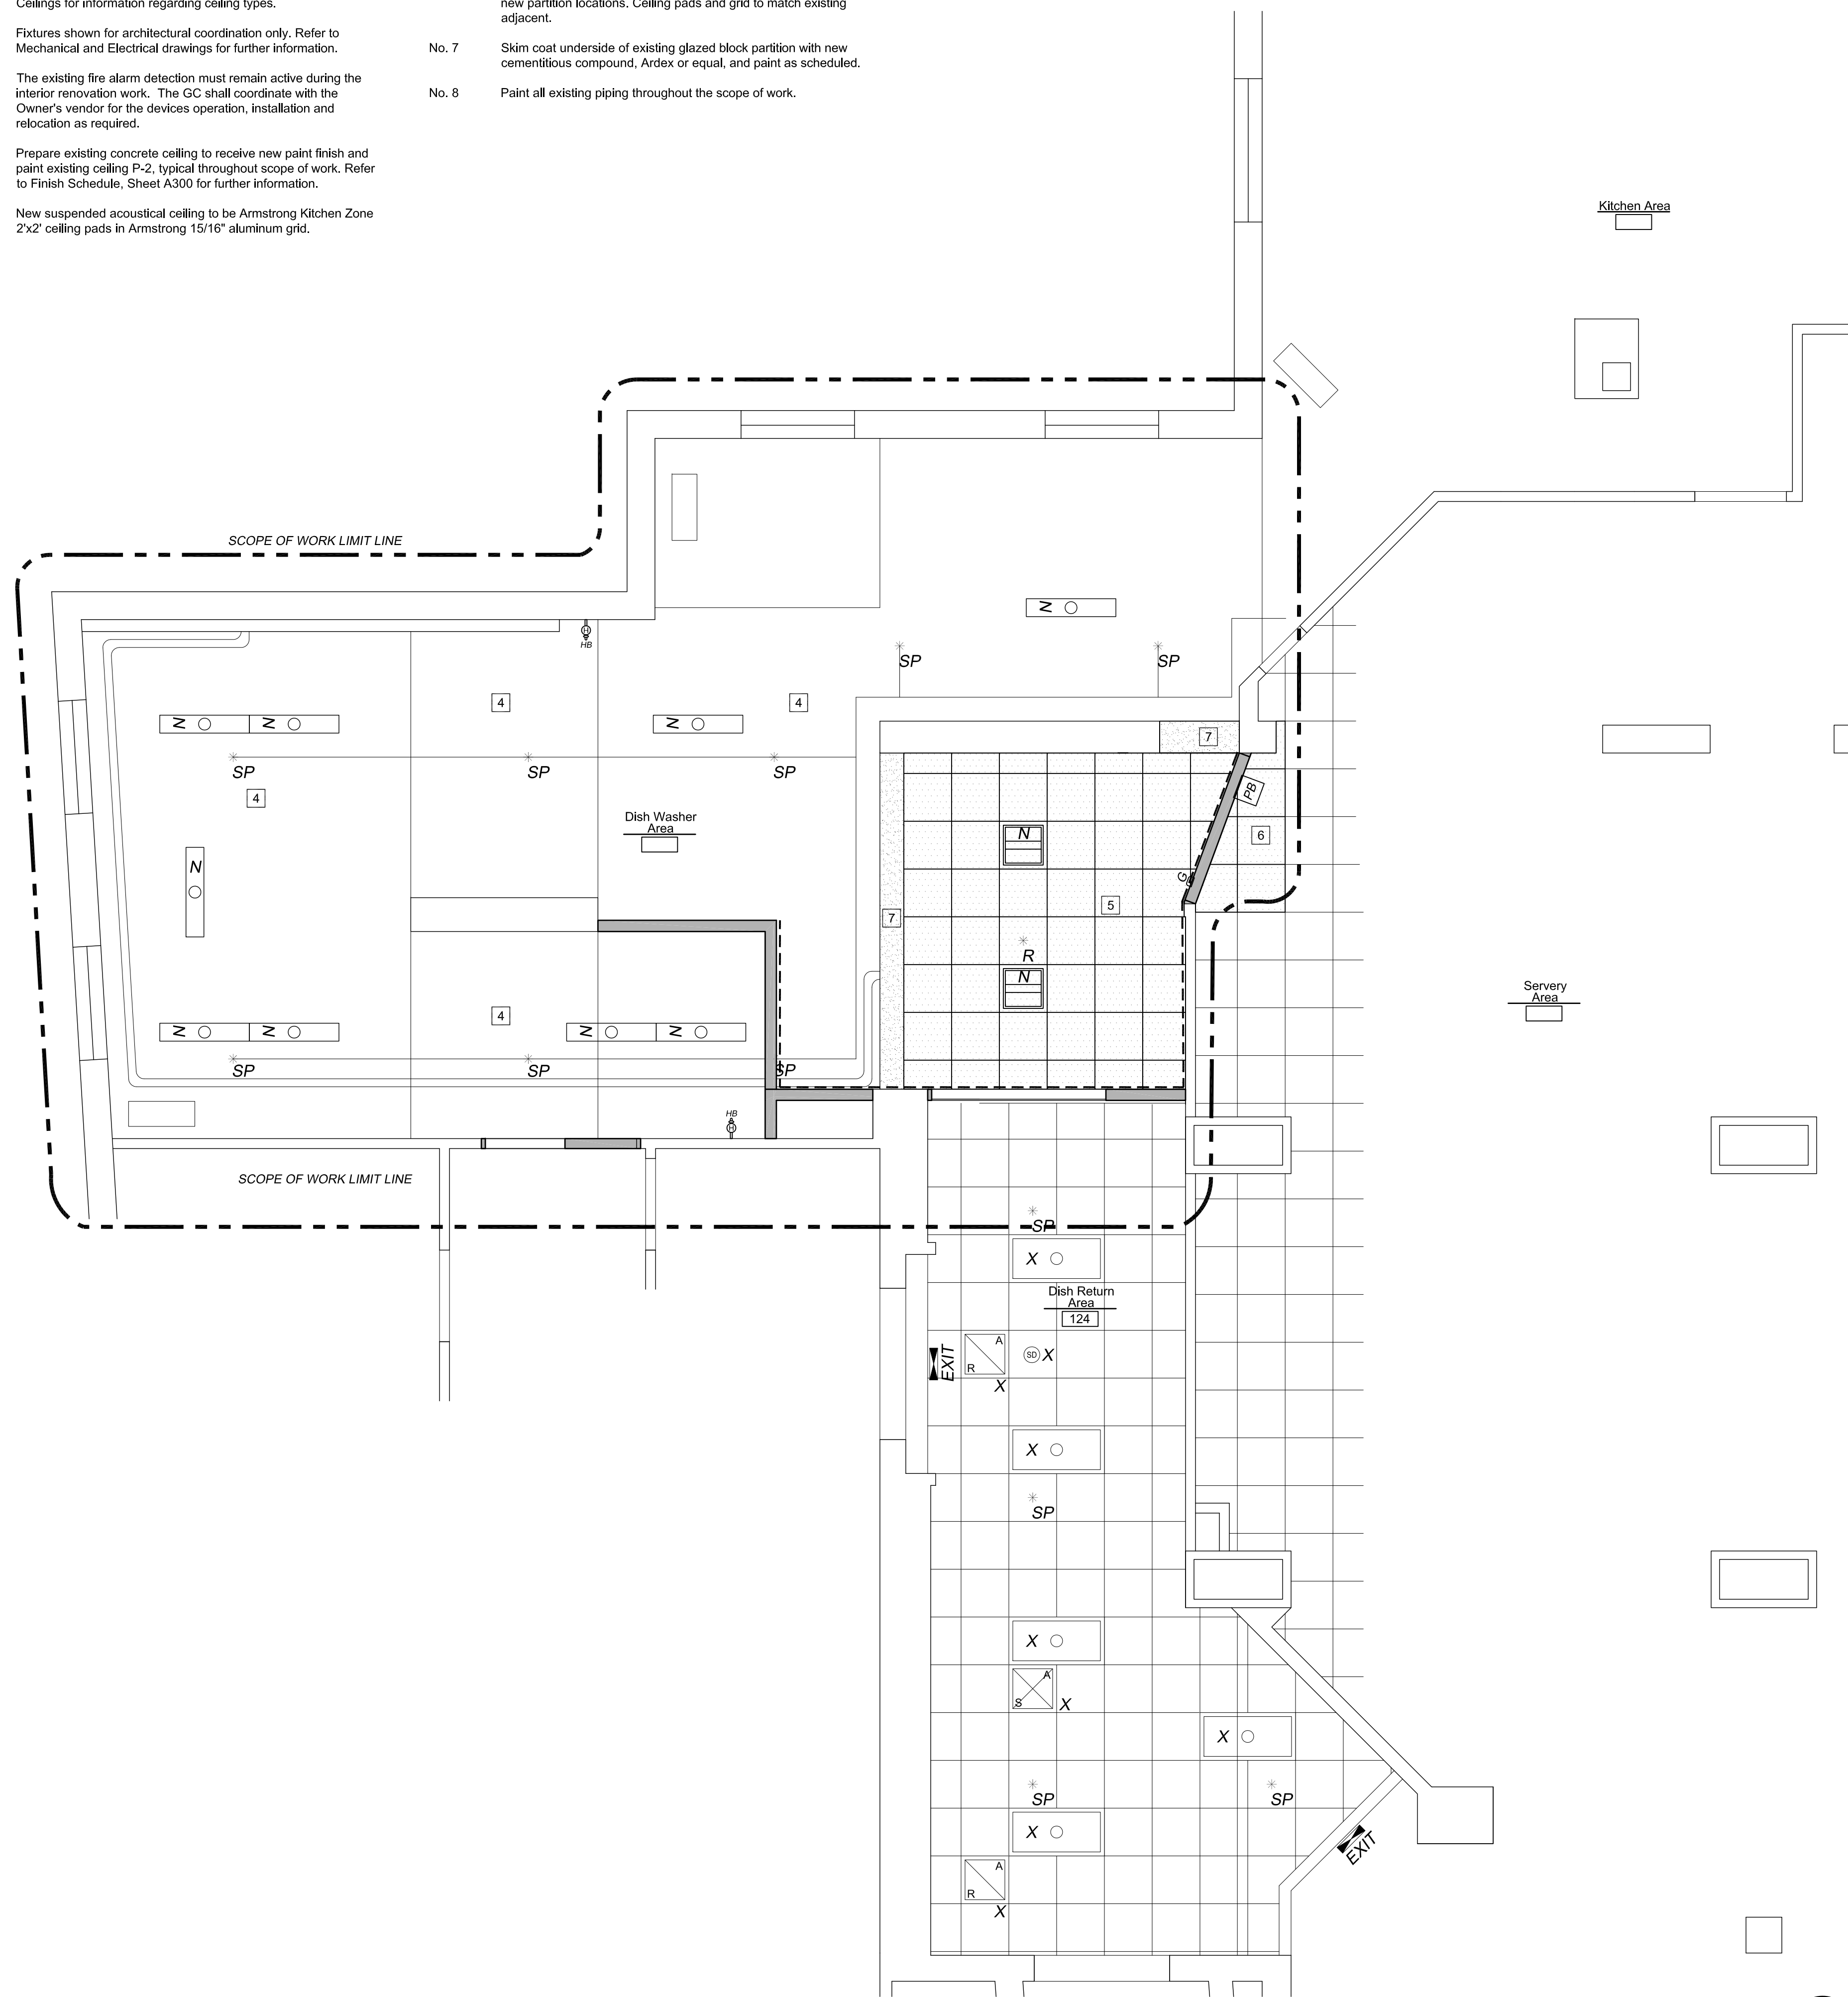 Ceilings for information regarding ceiling types.
Fixtures shown for architectural coordination only. Refer to
Mechanical and Electrical drawings for further information.
The existing fire alarm detection must remain active during the
interior renovation work. The GC shall coordinate with the
Owner's vendor for the devices operation, installation and
relocation as required.
Prepare existing concrete ceiling to receive new paint finish and
paint existing ceiling P-2, typical throughout scope of work. Refer
to Finish Schedule, Sheet A300 for further information.
New suspended acoustical ceiling to be Armstrong Kitchen Zone
2'x2' ceiling pads in Armstrong 15/16" aluminum grid.
new partition locations. Ceiling pads and grid to match existing
adjacent.
No. 7 Skim coat underside of existing glazed block partition with new
cementitious compound, Ardex or equal, and paint as scheduled.
No. 8 Paint all existing piping throughout the scope of work.
Kitchen Area
SCOPE OF WORK LIMIT LINE
N
H
HB
SP SP
4 4
N N N
7
SP SP SP
4
PB
Dish Washer
Area
N
6
N
G
5
7
R
N
Servery
Area
4
N N N N
SP SP SP
HB
H
SCOPE OF WORK LIMIT LINE
SP
X
Dish Return
Area
124
EXIT
A
R
X
SD X
X
SP
X
A
S
X
X
SP SP
X
EXIT
A
R
X